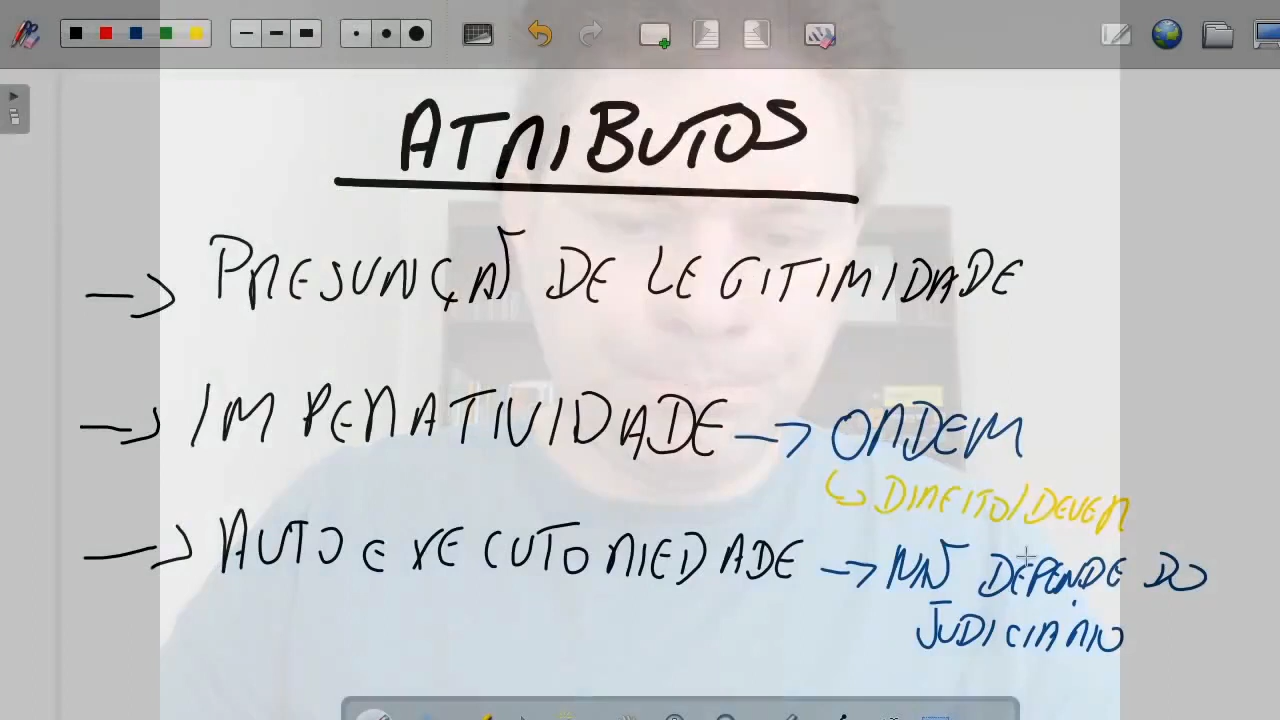 ATRIBUTOS
→ PRESUNÇÃO DE LEGITIMIDADE
→ IMPERATIVIDADE → ORDEM
↳ DIREITO/DEVER
→ AUTOEXECUTORIEDADE → NÃO DEPENDE DO
JUDICIÁRIO